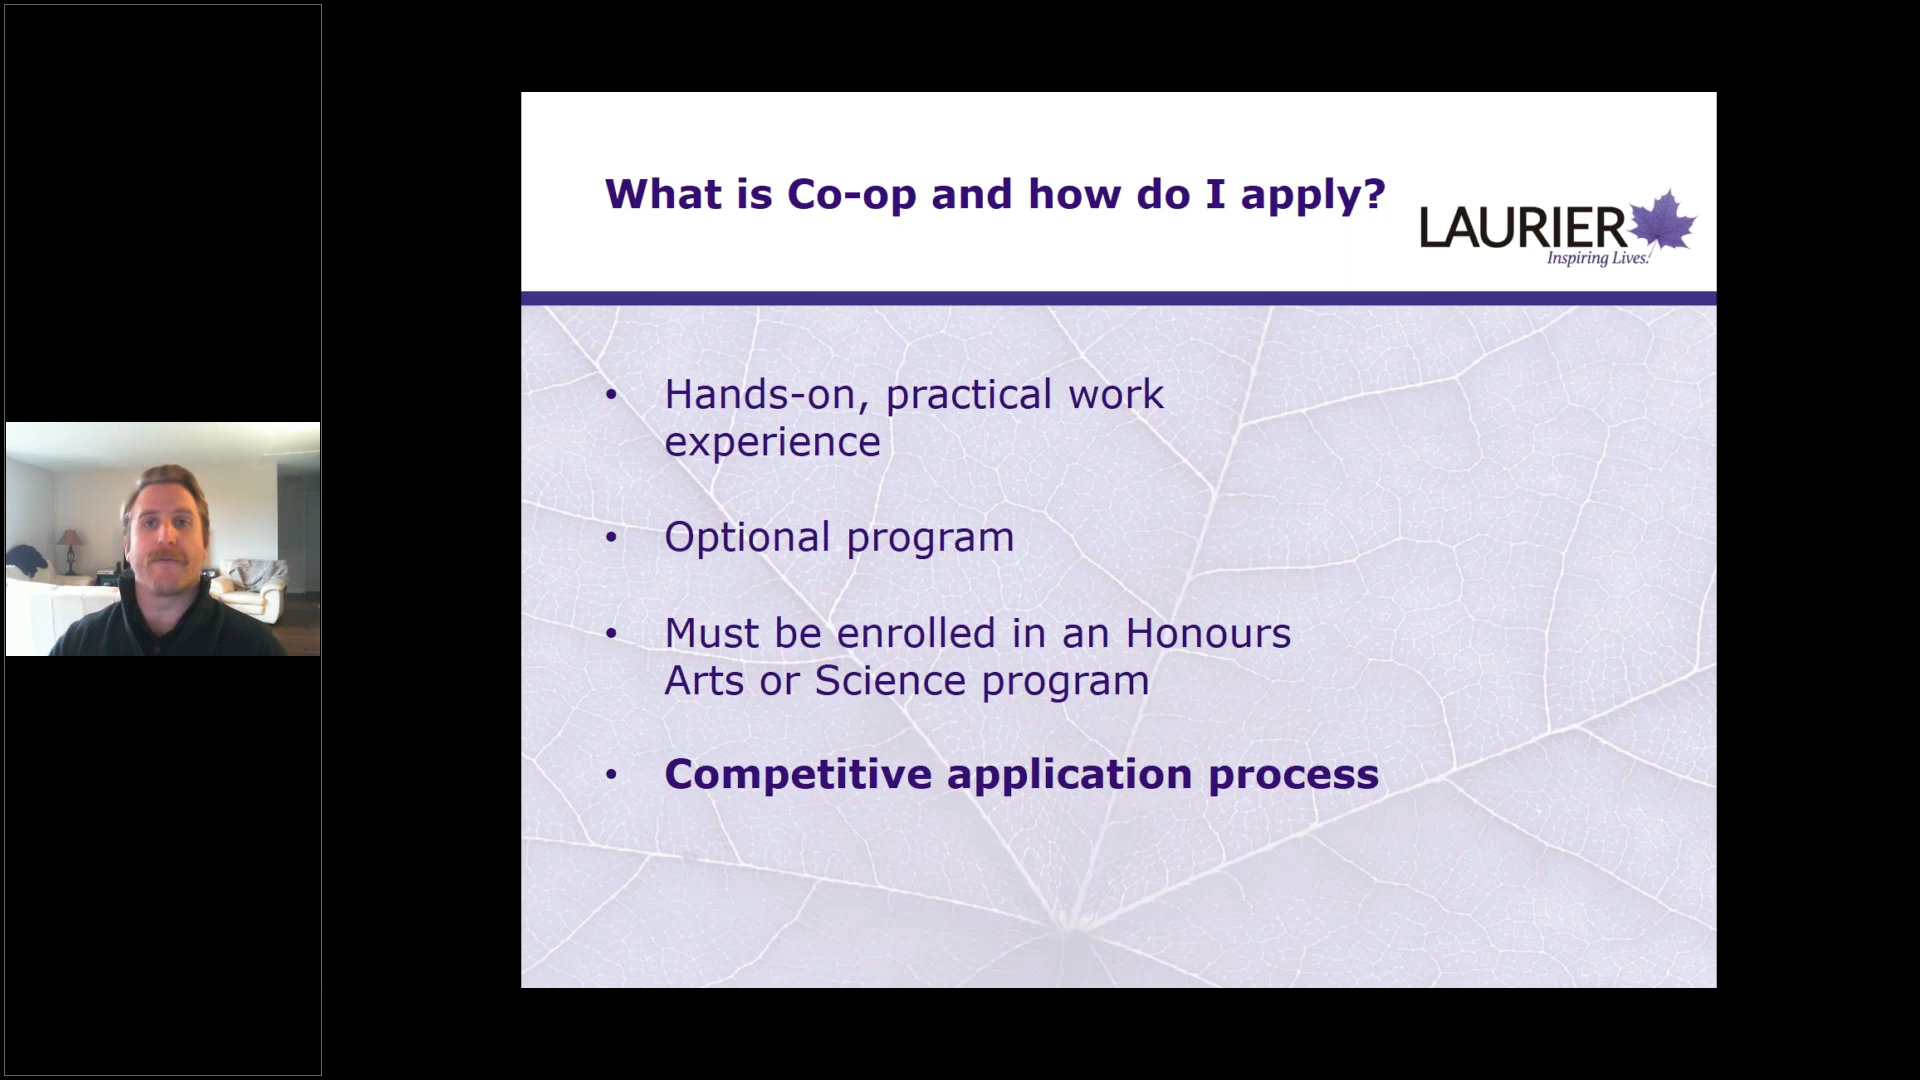 What is Co-op and how do I apply?
LAURIER
Inspiring Lives.
• Hands-on, practical work
experience
• Optional program
• Must be enrolled in an Honours
Arts or Science program
• Competitive application process